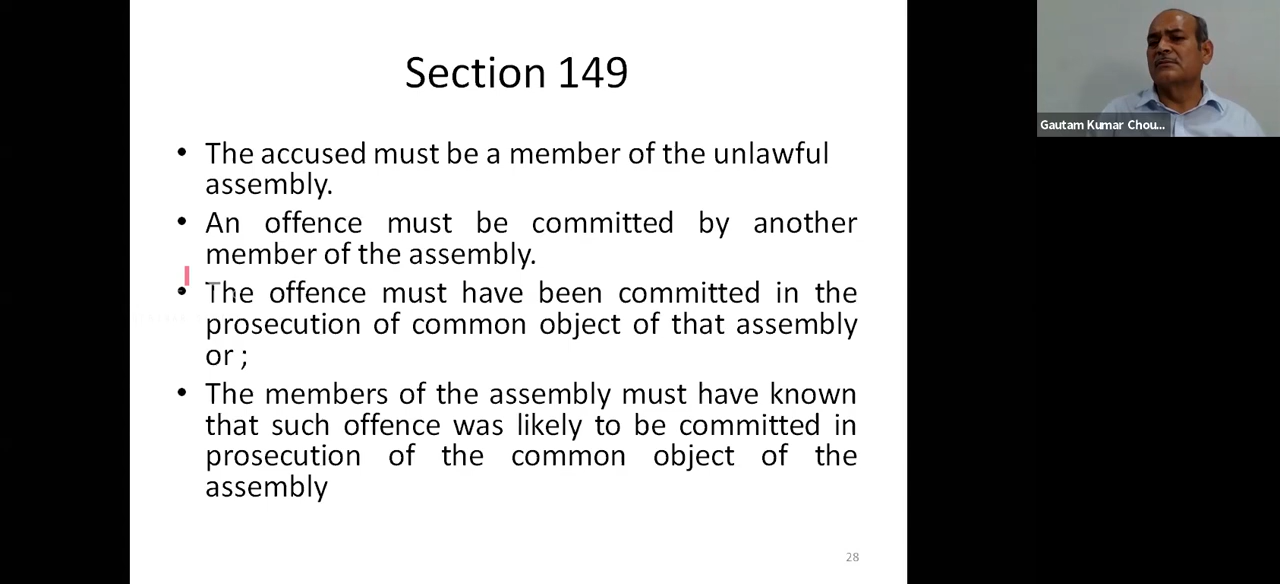 Section 149
• The accused must be a member of the unlawful
assembly.
• An offence must be committed by another
member of the assembly.
• The offence must have been committed in the
prosecution of common object of that assembly
or ;
• The members of the assembly must have known
that such offence was likely to be committed in
prosecution of the common object of the
assembly
28
Gautam Kumar Chou...